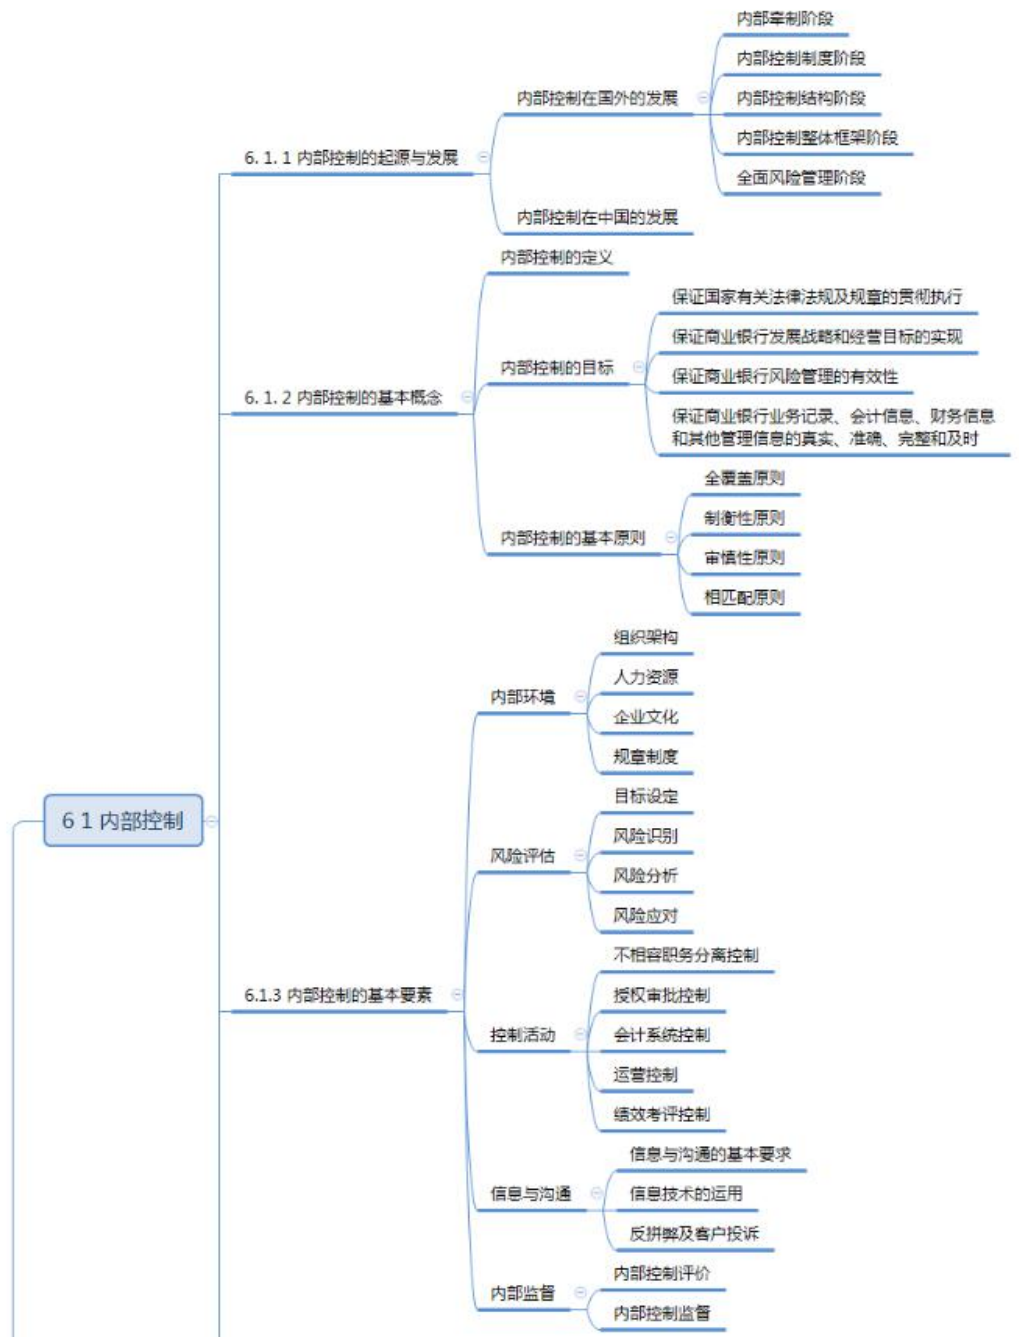 6 1 内部控制
6. 1. 1 内部控制的起源与发展
内部控制在国外的发展
内部牵制阶段
内部控制制度阶段
内部控制结构阶段
内部控制整体框架阶段
全面风险管理阶段
内部控制在中国的发展
6. 1. 2 内部控制的基本概念
内部控制的定义
内部控制的目标
保证国家有关法律法规及规章的贯彻执行
保证商业银行发展战略和经营目标的实现
保证商业银行风险管理的有效性
保证商业银行业务记录、会计信息、财务信息
和其他管理信息的真实、准确、完整和及时
内部控制的基本原则
全覆盖原则
制衡性原则
审慎性原则
相匹配原则
6.1.3 内部控制的基本要素
内部环境
组织架构
人力资源
企业文化
规章制度
风险评估
目标设定
风险识别
风险分析
风险应对
控制活动
不相容职务分离控制
授权审批控制
会计系统控制
运营控制
绩效考评控制
信息与沟通
信息与沟通的基本要求
信息技术的运用
反拼弊及客户投诉
内部监督
内部控制评价
内部控制监督